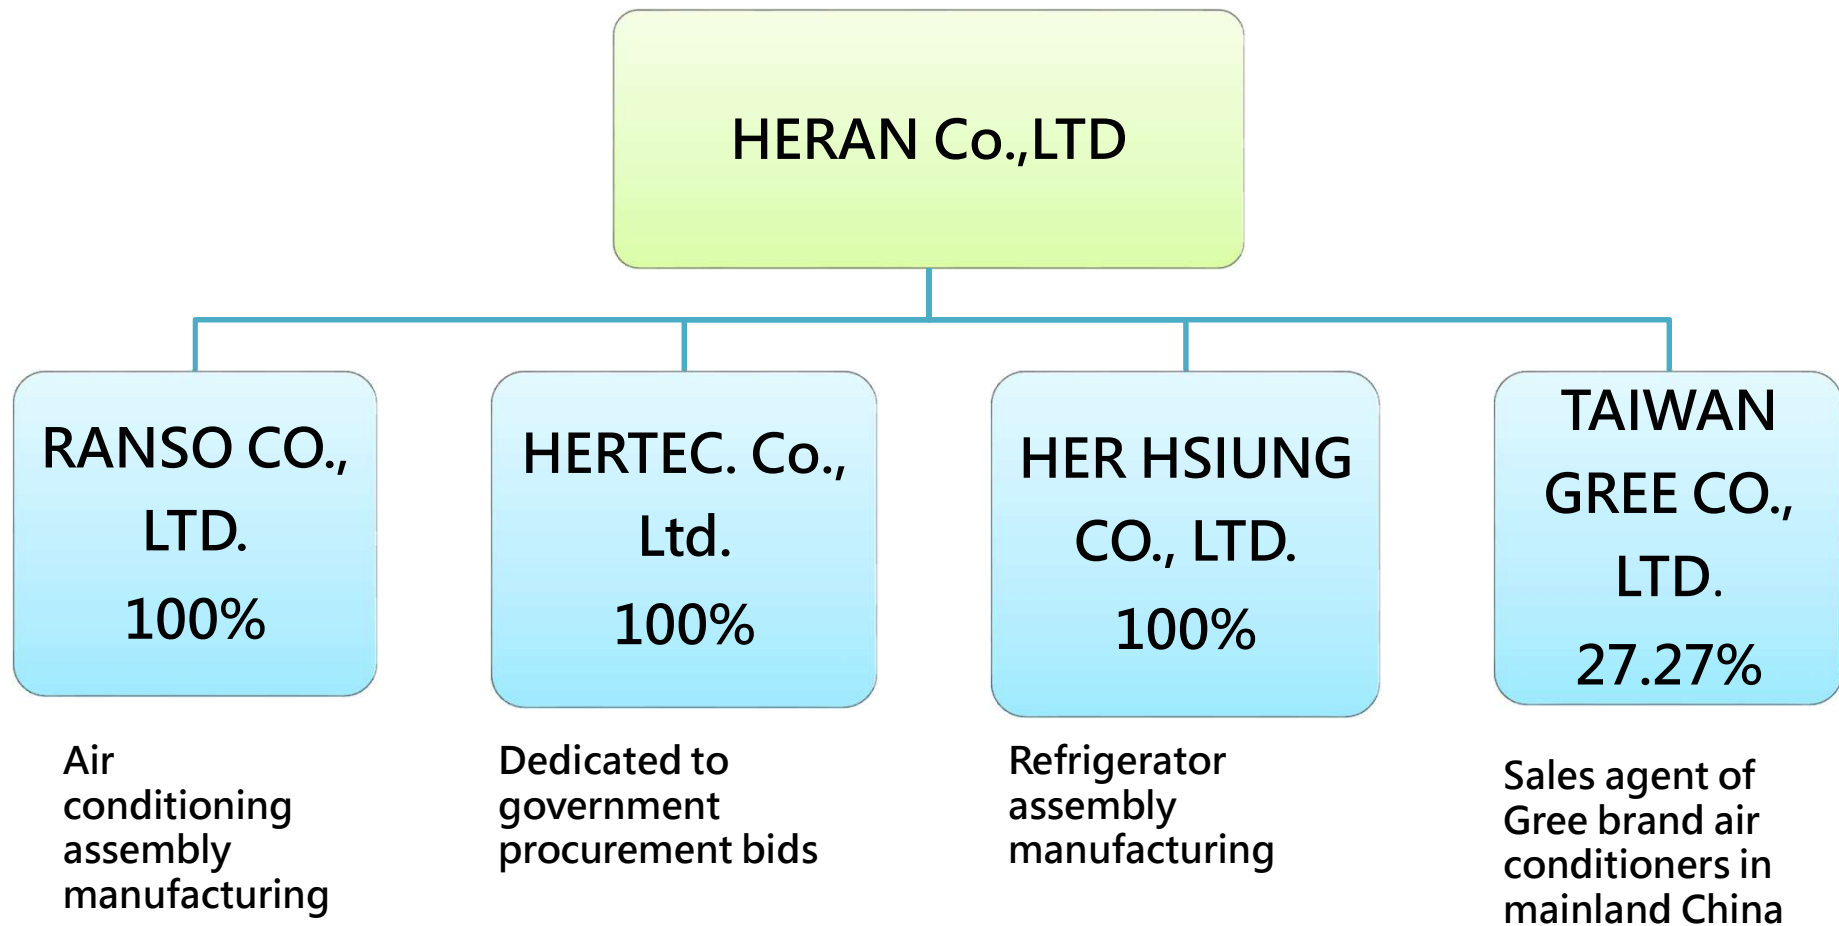 HERAN Co.,LTD
RANSO CO.,
LTD.
100%
HERTEC. Co.,
Ltd.
100%
HER HSIUNG
CO., LTD.
100%
TAIWAN
GREE CO.,
LTD.
27.27%
Air
conditioning
assembly
manufacturing
Dedicated to
government
procurement bids
Refrigerator
assembly
manufacturing
Sales agent of
Gree brand air
conditioners in
mainland China